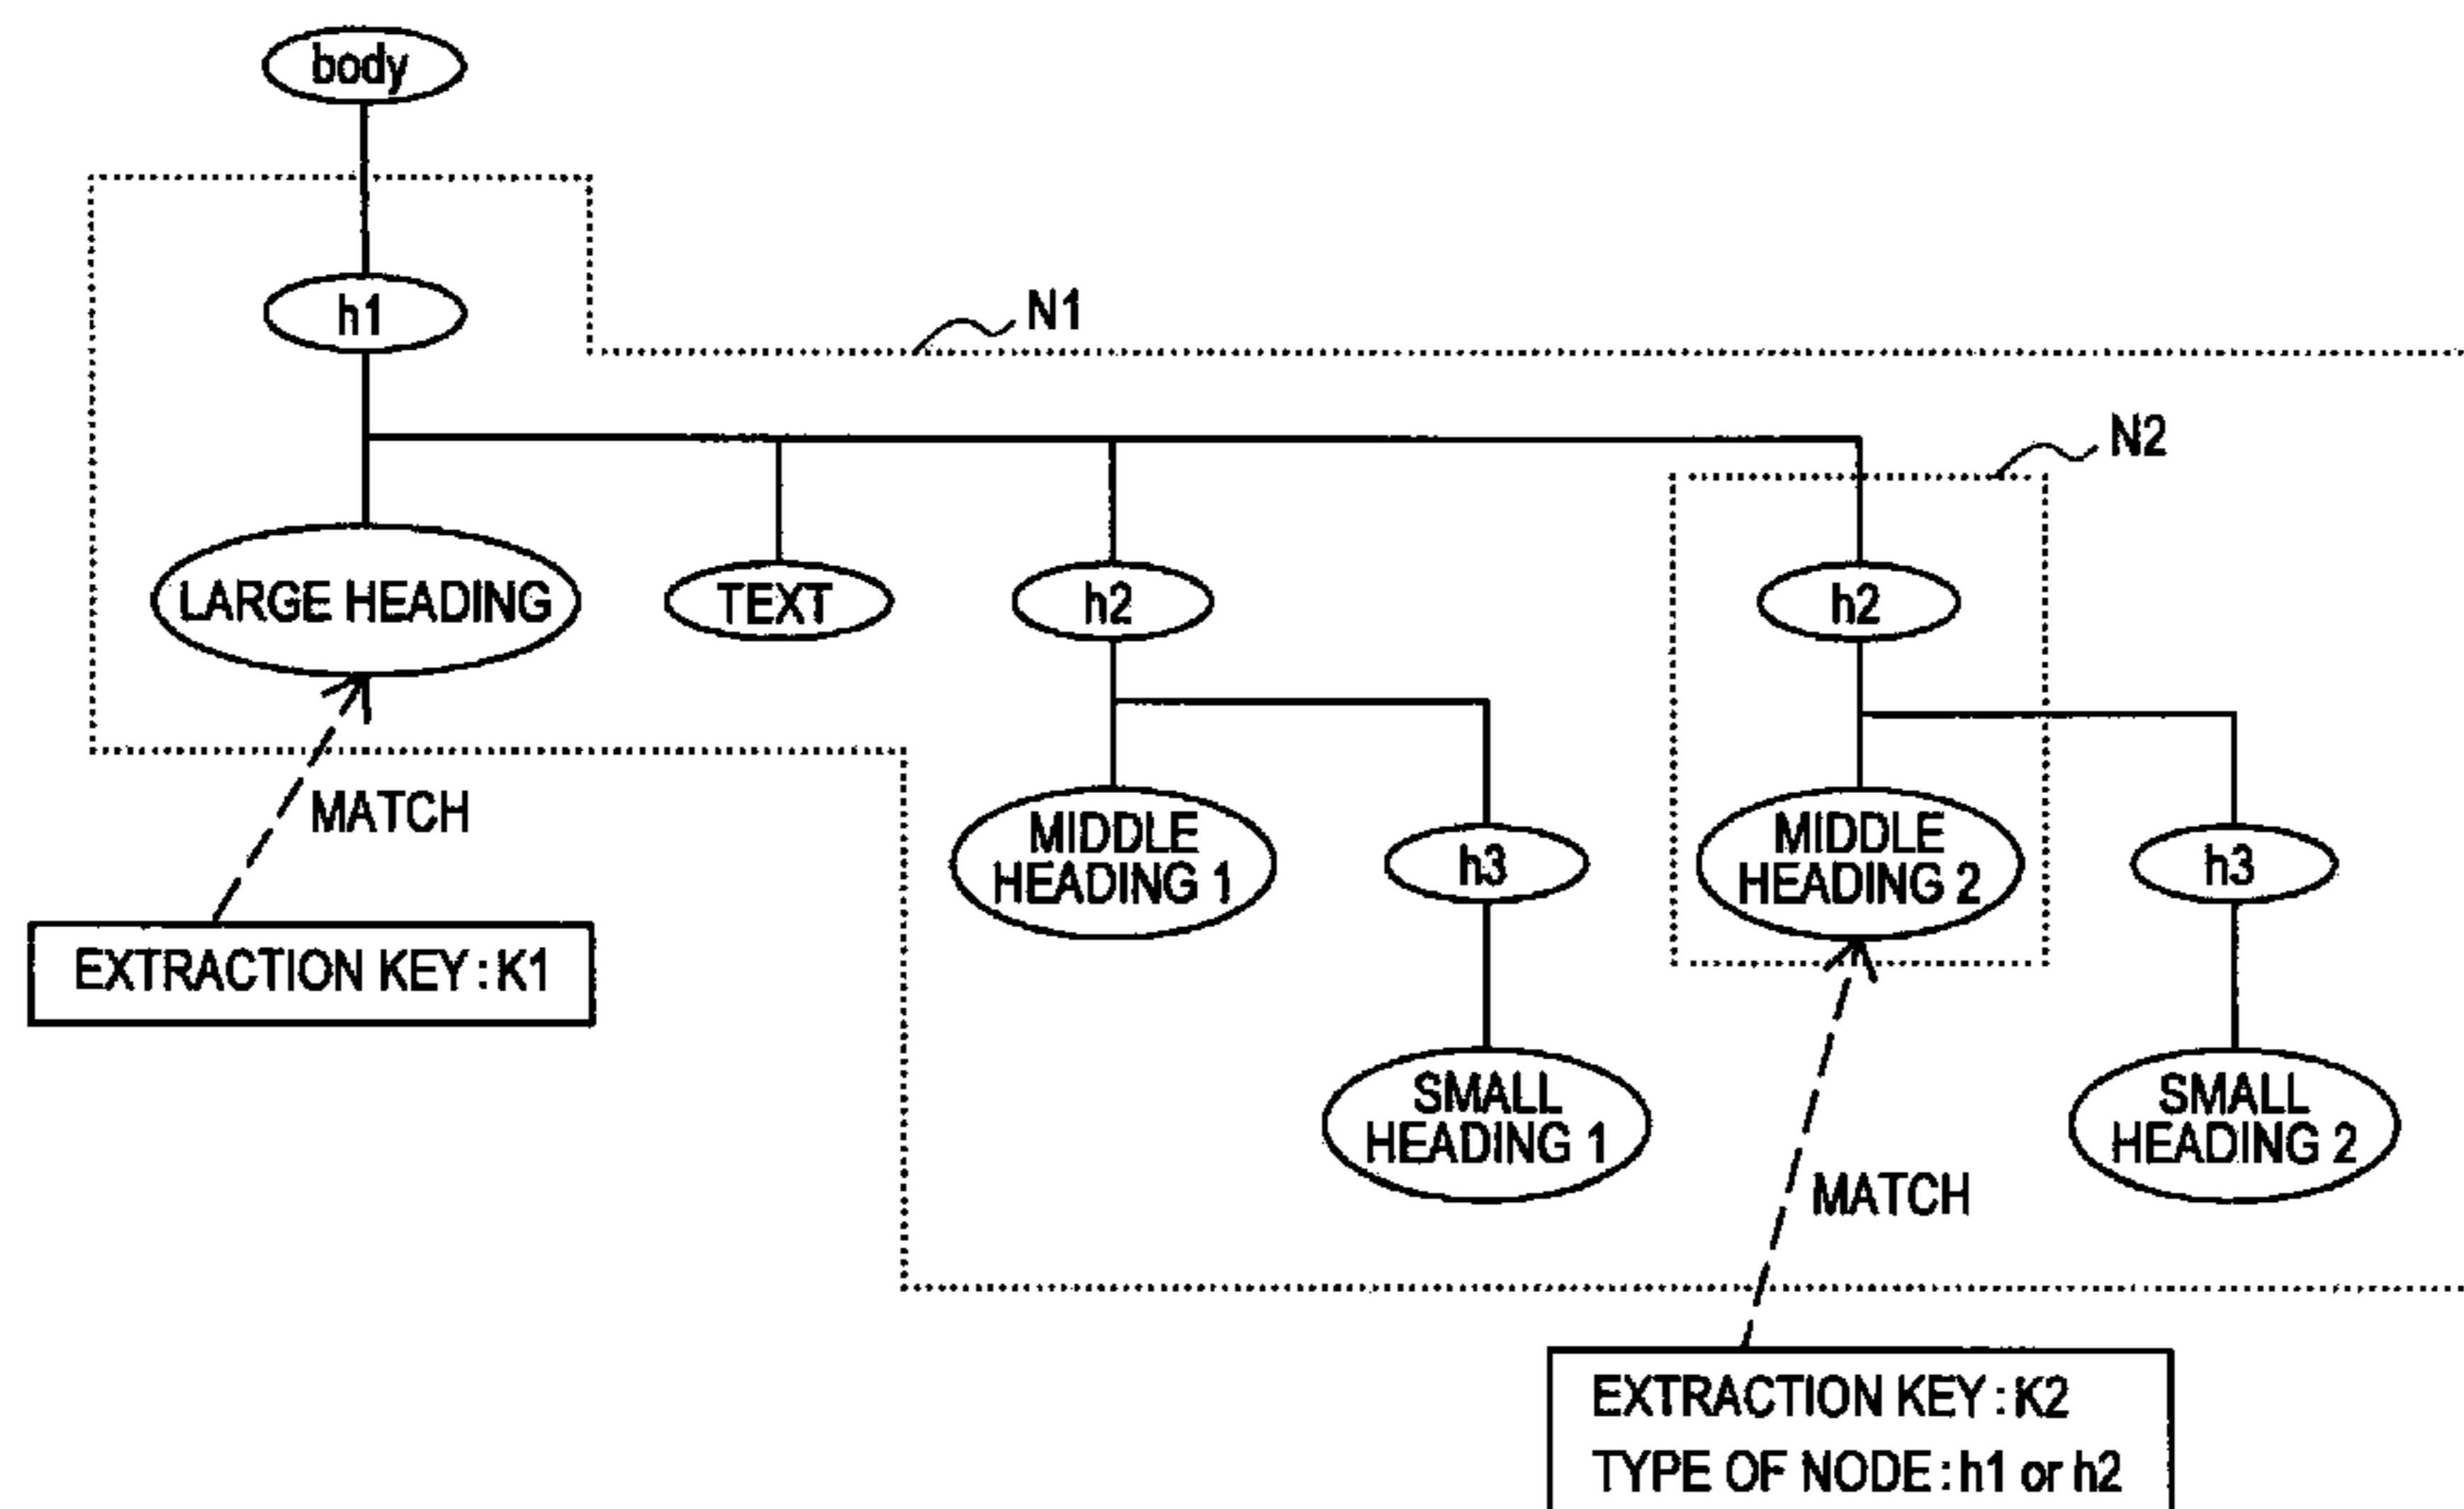 body
h1
N1
N2
LARGE HEADING
TEXT
h2
h2
MATCH
MIDDLE
HEADING 1
h3
MIDDLE
HEADING 2
h3
EXTRACTION KEY : K1
SMALL
HEADING 1
SMALL
HEADING 2
MATCH
EXTRACTION KEY : K2
TYPE OF NODE : h1 or h2